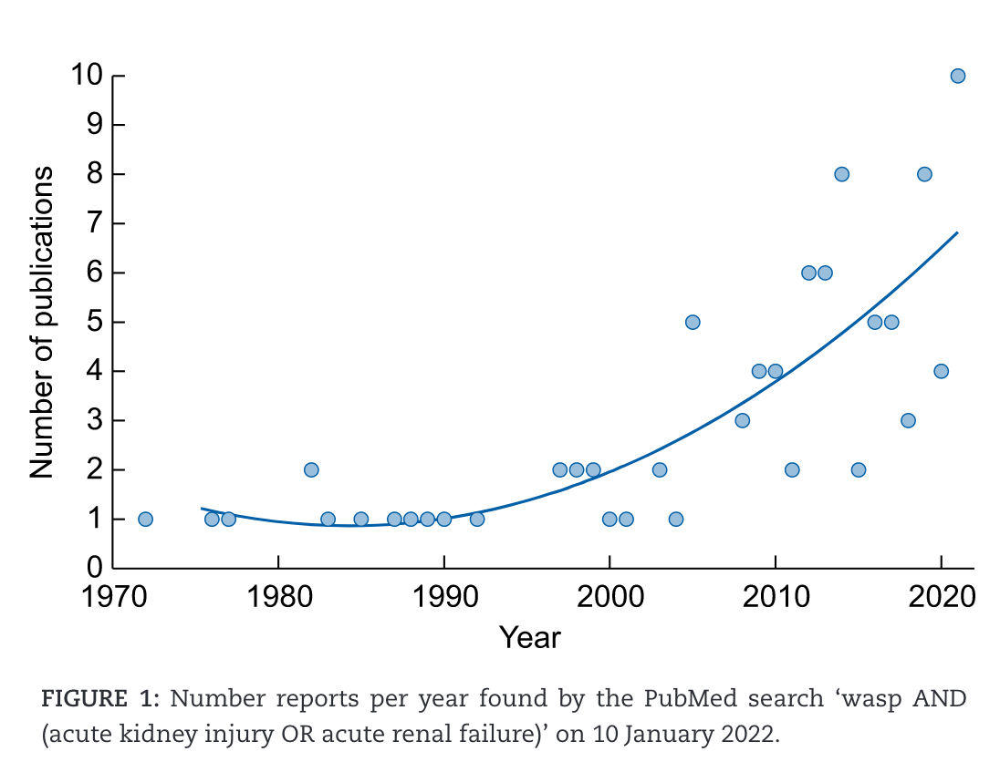 10
9
8
7
6
5
4
3
2
1
0
Number of publications
1970 1980 1990 2000 2010 2020
Year
FIGURE 1: Number reports per year found by the PubMed search ‘wasp AND
(acute kidney injury OR acute renal failure)’ on 10 January 2022.